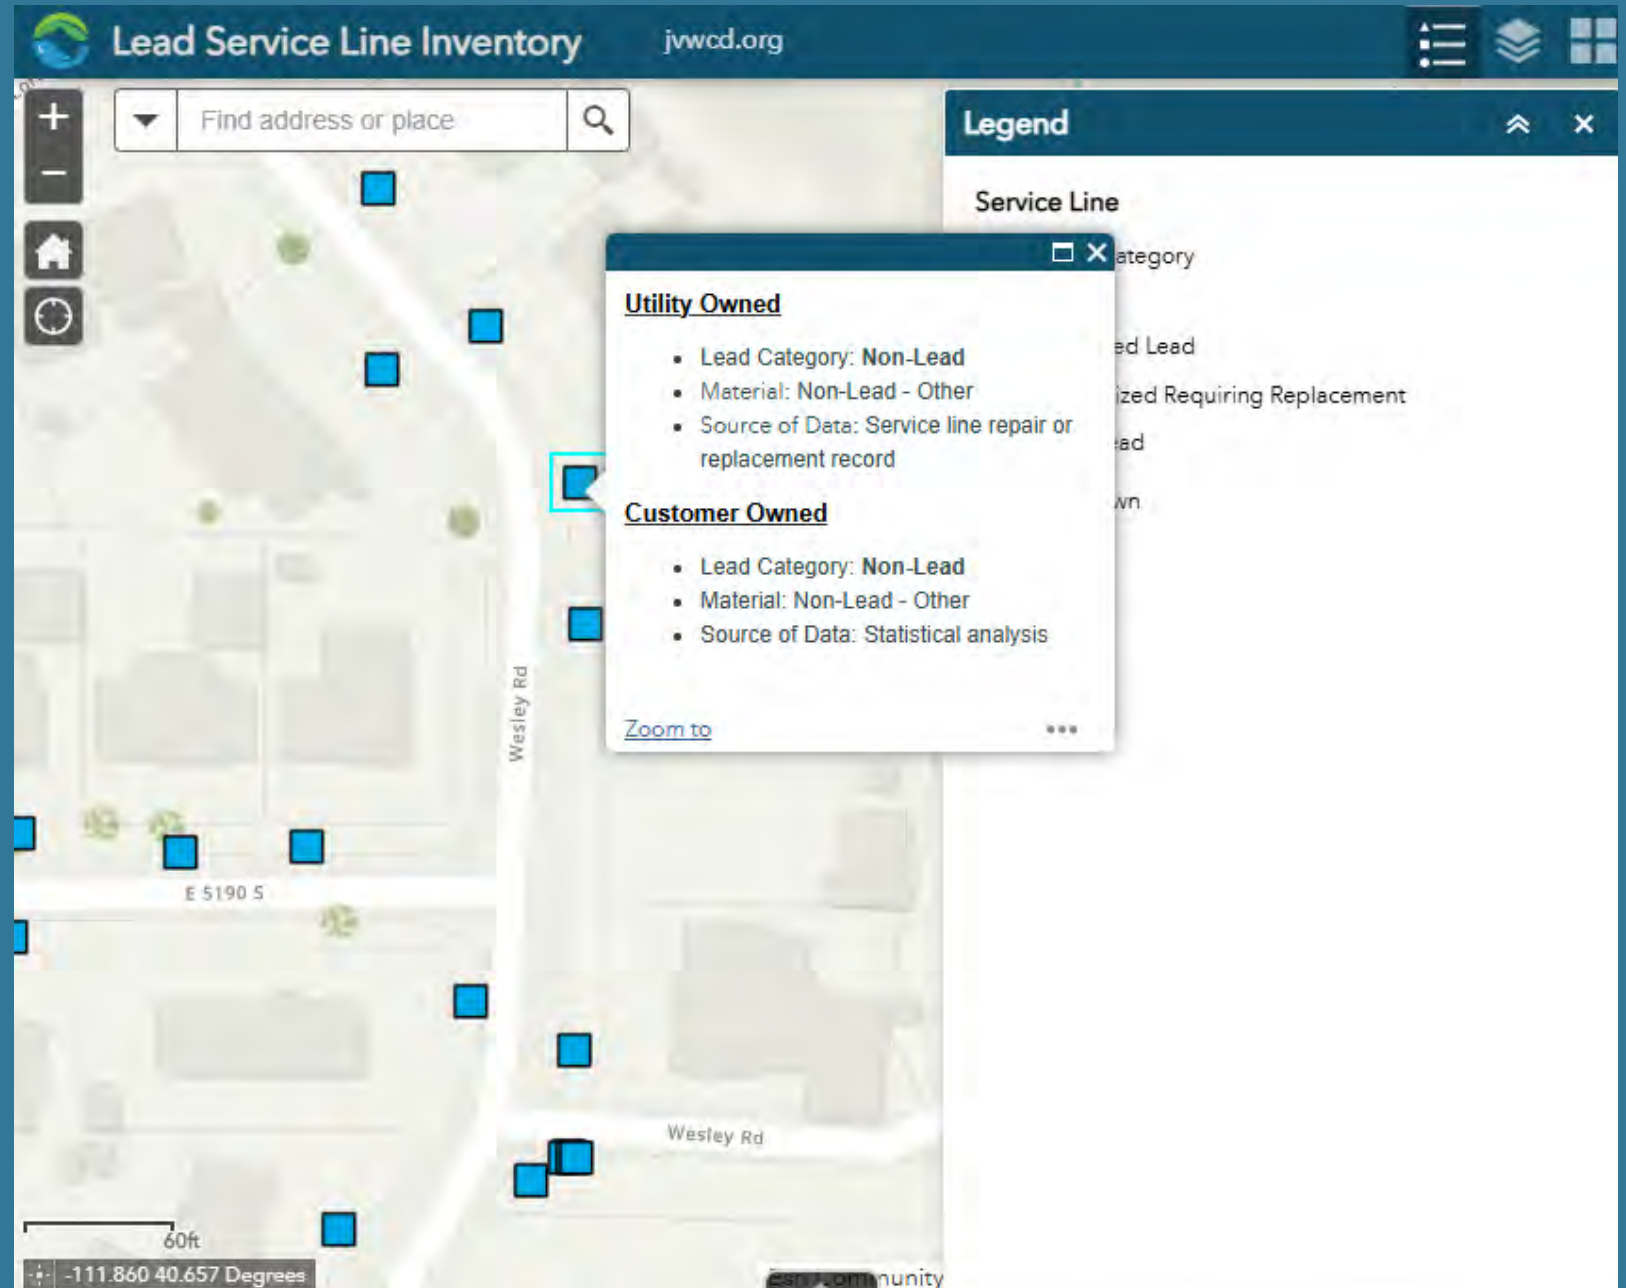 Lead Service Line Inventory
jvwcd.org
Find address or place
Legend
Service Line
ategory
ed Lead
ized Requiring Replacement
ead
wn
Utility Owned
Lead Category: Non-Lead
Material: Non-Lead - Other
Source of Data: Service line repair or
replacement record
Customer Owned
Lead Category: Non-Lead
Material: Non-Lead - Other
Source of Data: Statistical analysis
Zoom to
Wesley Rd
E 5190 S
Wesley Rd
60ft
-111.860 40.657 Degrees